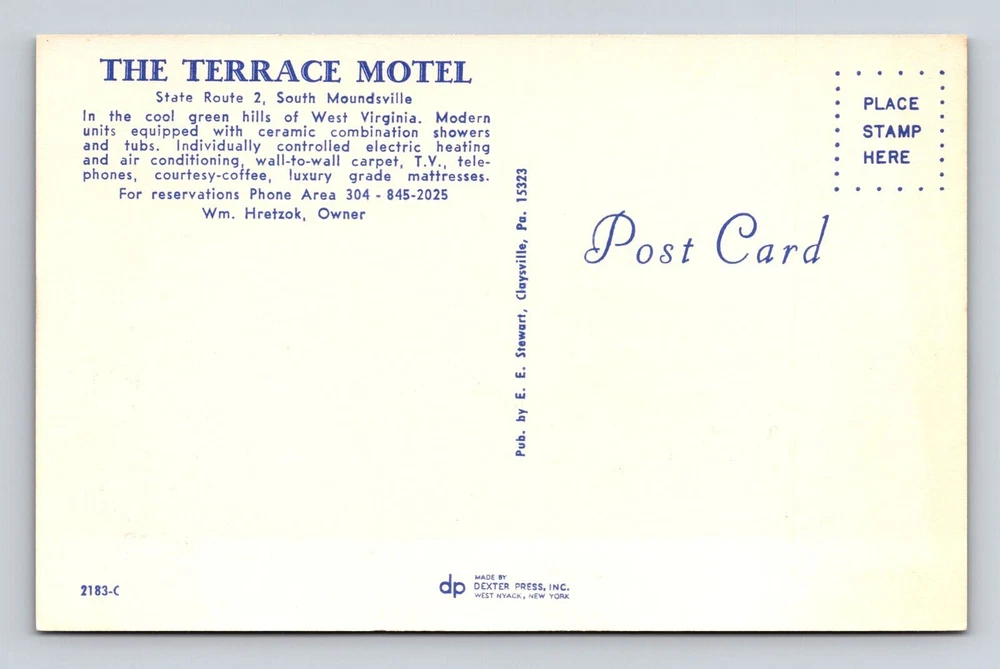 THE TERRACE MOTEL
State Route 2, South Moundsville
In the cool green hills of West Virginia. Modern
units equipped with ceramic combination showers
and tubs. Individually controlled electric heating
and air conditioning, wall-to-wall carpet, T.V., tele-
phones, courtesy-coffee, luxury grade mattresses.
For reservations Phone Area 304 - 845-2025
Wm. Hretzok, Owner
Pub. by E. E. Stewart, Claysville, Pa. 15323
PLACE
STAMP
HERE
Post Card
2183-C
dp
MADE BY
DEXTER PRESS, INC.
WEST NYACK, NEW YORK